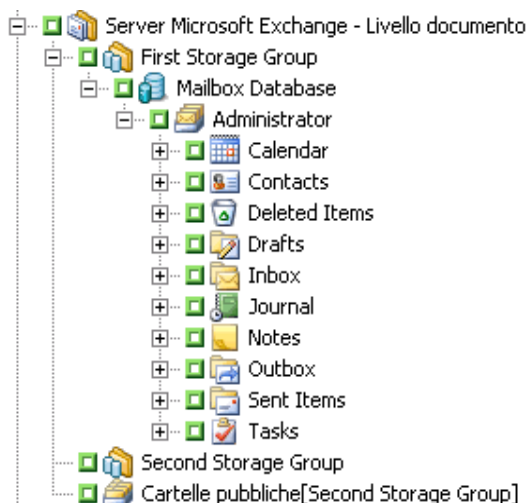 Server Microsoft Exchange - Livello documento
First Storage Group
Mailbox Database
Administrator
Calendar
Contacts
Deleted Items
Drafts
Inbox
Journal
Notes
Outbox
Sent Items
Tasks
Second Storage Group
Cartelle pubbliche[Second Storage Group]